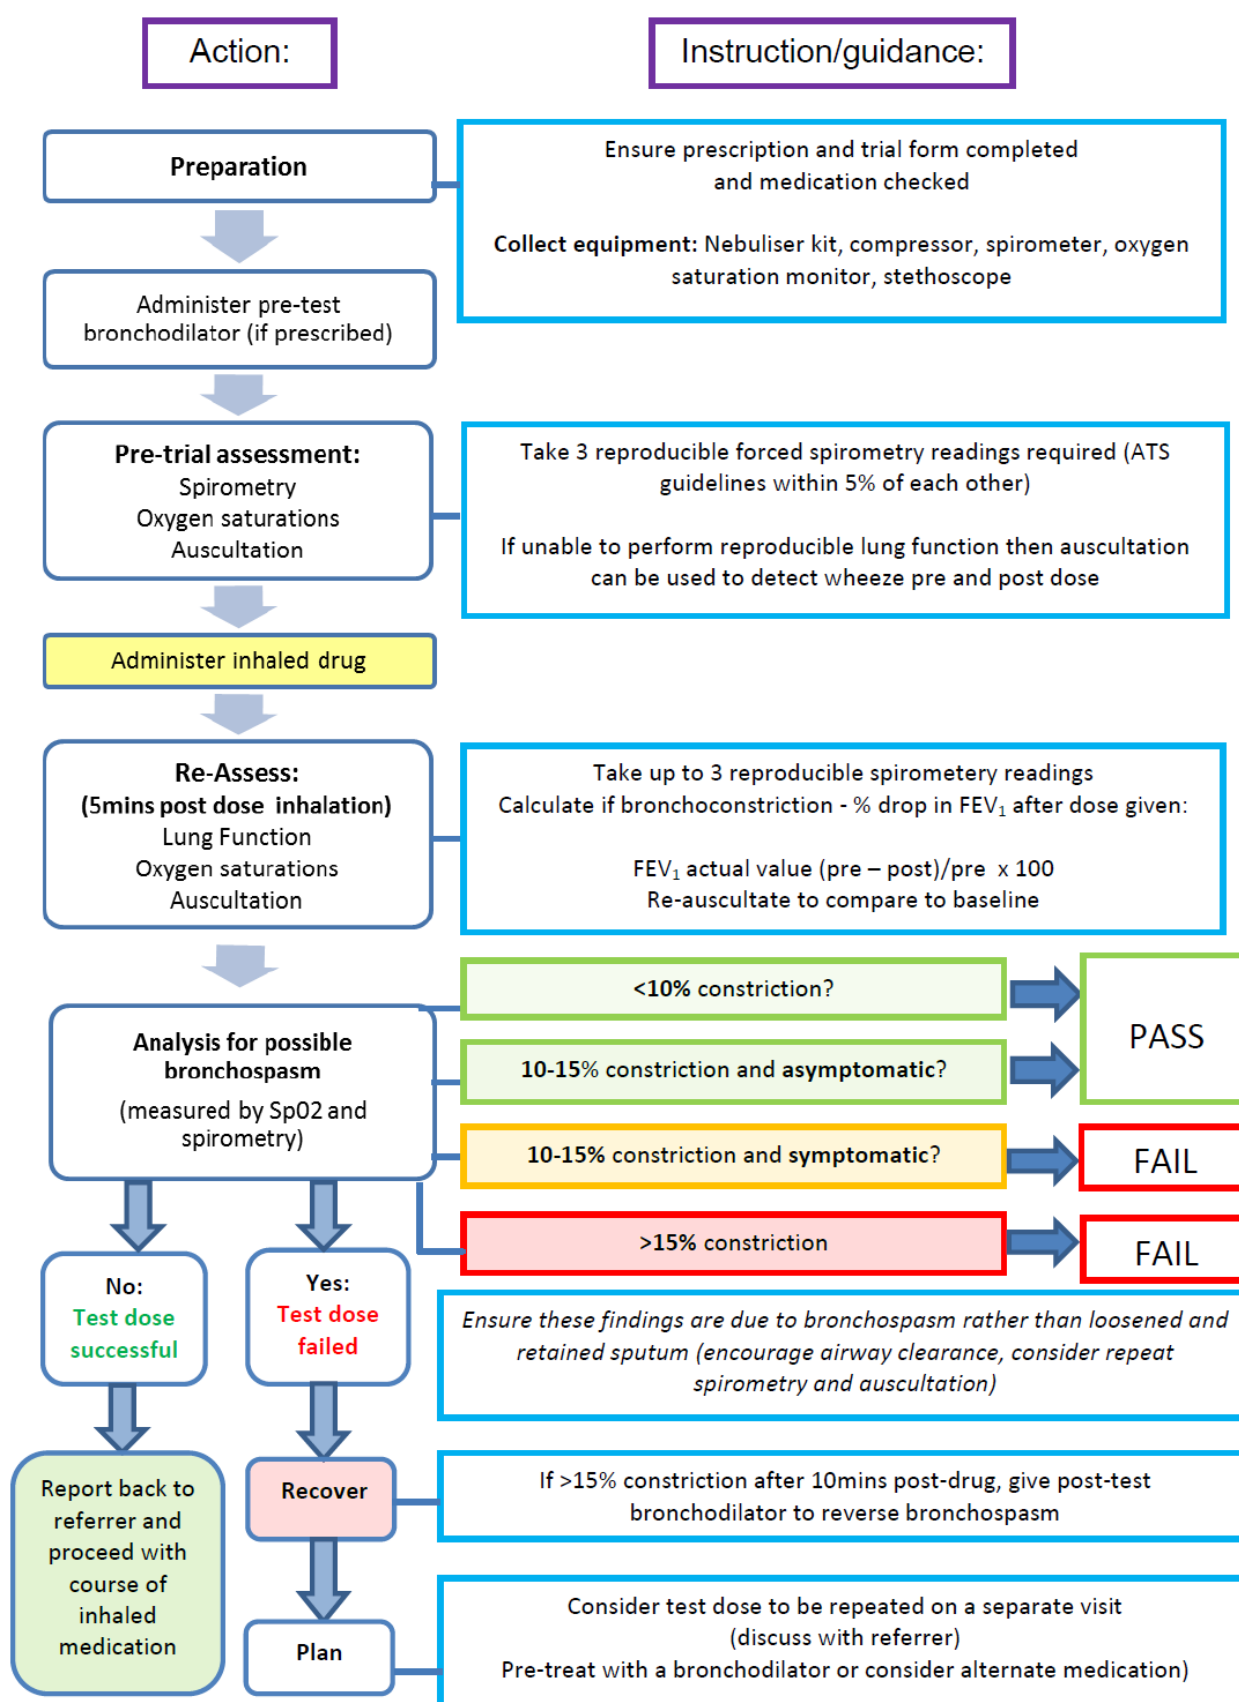 Action:
Instruction/guidance:
Preparation
Ensure prescription and trial form completed
and medication checked
Collect equipment: Nebuliser kit, compressor, spirometer, oxygen
saturation monitor, stethoscope
Administer pre-test
bronchodilator (if prescribed)
Pre-trial assessment:
Spirometry
Oxygen saturations
Auscultation
Take 3 reproducible forced spirometry readings required (ATS
guidelines within 5% of each other)
If unable to perform reproducible lung function then auscultation
can be used to detect wheeze pre and post dose
Administer inhaled drug
Re-Assess:
(5mins post dose inhalation)
Lung Function
Oxygen saturations
Auscultation
Take up to 3 reproducible spirometery readings
Calculate if bronchoconstriction - % drop in FEV₁ after dose given:
FEV₁ actual value (pre – post)/pre x 100
Re-auscultate to compare to baseline
Analysis for possible
bronchospasm
(measured by Sp02 and
spirometry)
<10% constriction?
10-15% constriction and asymptomatic?
PASS
10-15% constriction and symptomatic?
FAIL
>15% constriction
FAIL
No:
Test dose
successful
Yes:
Test dose
failed
Ensure these findings are due to bronchospasm rather than loosened and
retained sputum (encourage airway clearance, consider repeat
spirometry and auscultation)
Report back to
referrer and
proceed with
course of
inhaled
medication
Recover
If >15% constriction after 10mins post-drug, give post-test
bronchodilator to reverse bronchospasm
Plan
Consider test dose to be repeated on a separate visit
(discuss with referrer)
Pre-treat with a bronchodilator or consider alternate medication)